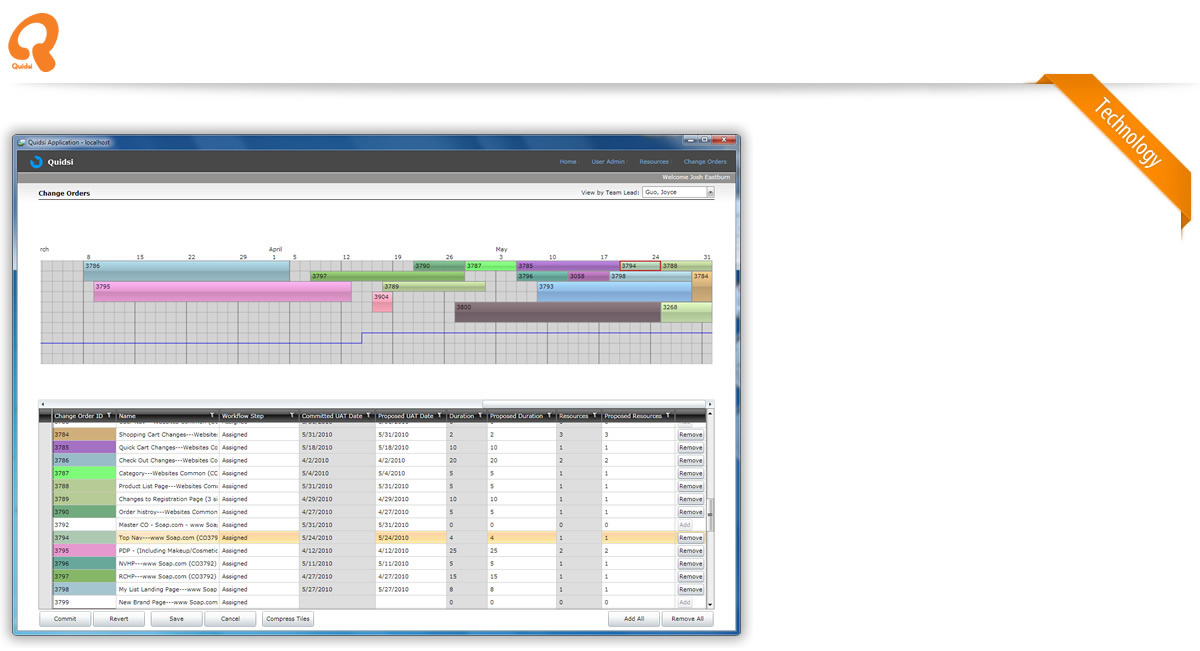 Quidsi
Technology
Quidsi Application - localhost
Quidsi
Home User Admin Resources Change Orders
Welcome Josh Eastburn
Change Orders
View by Team Lead: Guo, Joyce
rch April May
8 15 22 29 1 5 12 19 26 3 10 17 24 31
3786 3790 3787 3785 3794 3788
3797 3796 3058 3798 3784
3795 3789 3793
3904
3800 3268
Change Order ID Name Workflow Step Committed UAT Date Proposed UAT Date Duration Proposed Duration Resources Proposed Resources
3784 Shopping Cart Changes---Website Assigned 5/31/2010 5/31/2010 2 2 3 3 Remove
3785 Quick Cart Changes---Websites Co Assigned 5/18/2010 5/18/2010 10 10 1 1 Remove
3786 Check Out Changes---Websites Co Assigned 4/2/2010 4/2/2010 20 20 2 2 Remove
3787 Category---Websites Common (CC Assigned 5/4/2010 5/4/2010 5 5 1 1 Remove
3788 Product List Page---Websites Com Assigned 5/31/2010 5/31/2010 5 5 1 1 Remove
3789 Changes to Registration Page (3 si Assigned 4/29/2010 4/29/2010 10 10 1 1 Remove
3790 Order histroy---Websites Common Assigned 4/27/2010 4/27/2010 5 5 1 1 Remove
3792 Master CO - Soap.com - www Soap Assigned 5/31/2010 5/31/2010 0 0 0 0 Add
3794 Top Nav---www Soap.com (CO379 Assigned 5/24/2010 5/24/2010 4 4 1 1 Remove
3795 PDP - (Including Makeup/Cosmetic Assigned 4/12/2010 4/12/2010 25 25 2 2 Remove
3796 NVHP---www Soap.com (CO3792) Assigned 5/11/2010 5/11/2010 5 5 1 1 Remove
3797 RCHP---www Soap.com (CO3792) Assigned 4/27/2010 4/27/2010 15 15 1 1 Remove
3798 My List Landing Page---www Soap Assigned 5/27/2010 5/27/2010 8 8 1 1 Remove
3799 New Brand Page---www Soap.com Assigned 0 0 0 0 Add
Commit Revert Save Cancel Compress Tiles Add All Remove All